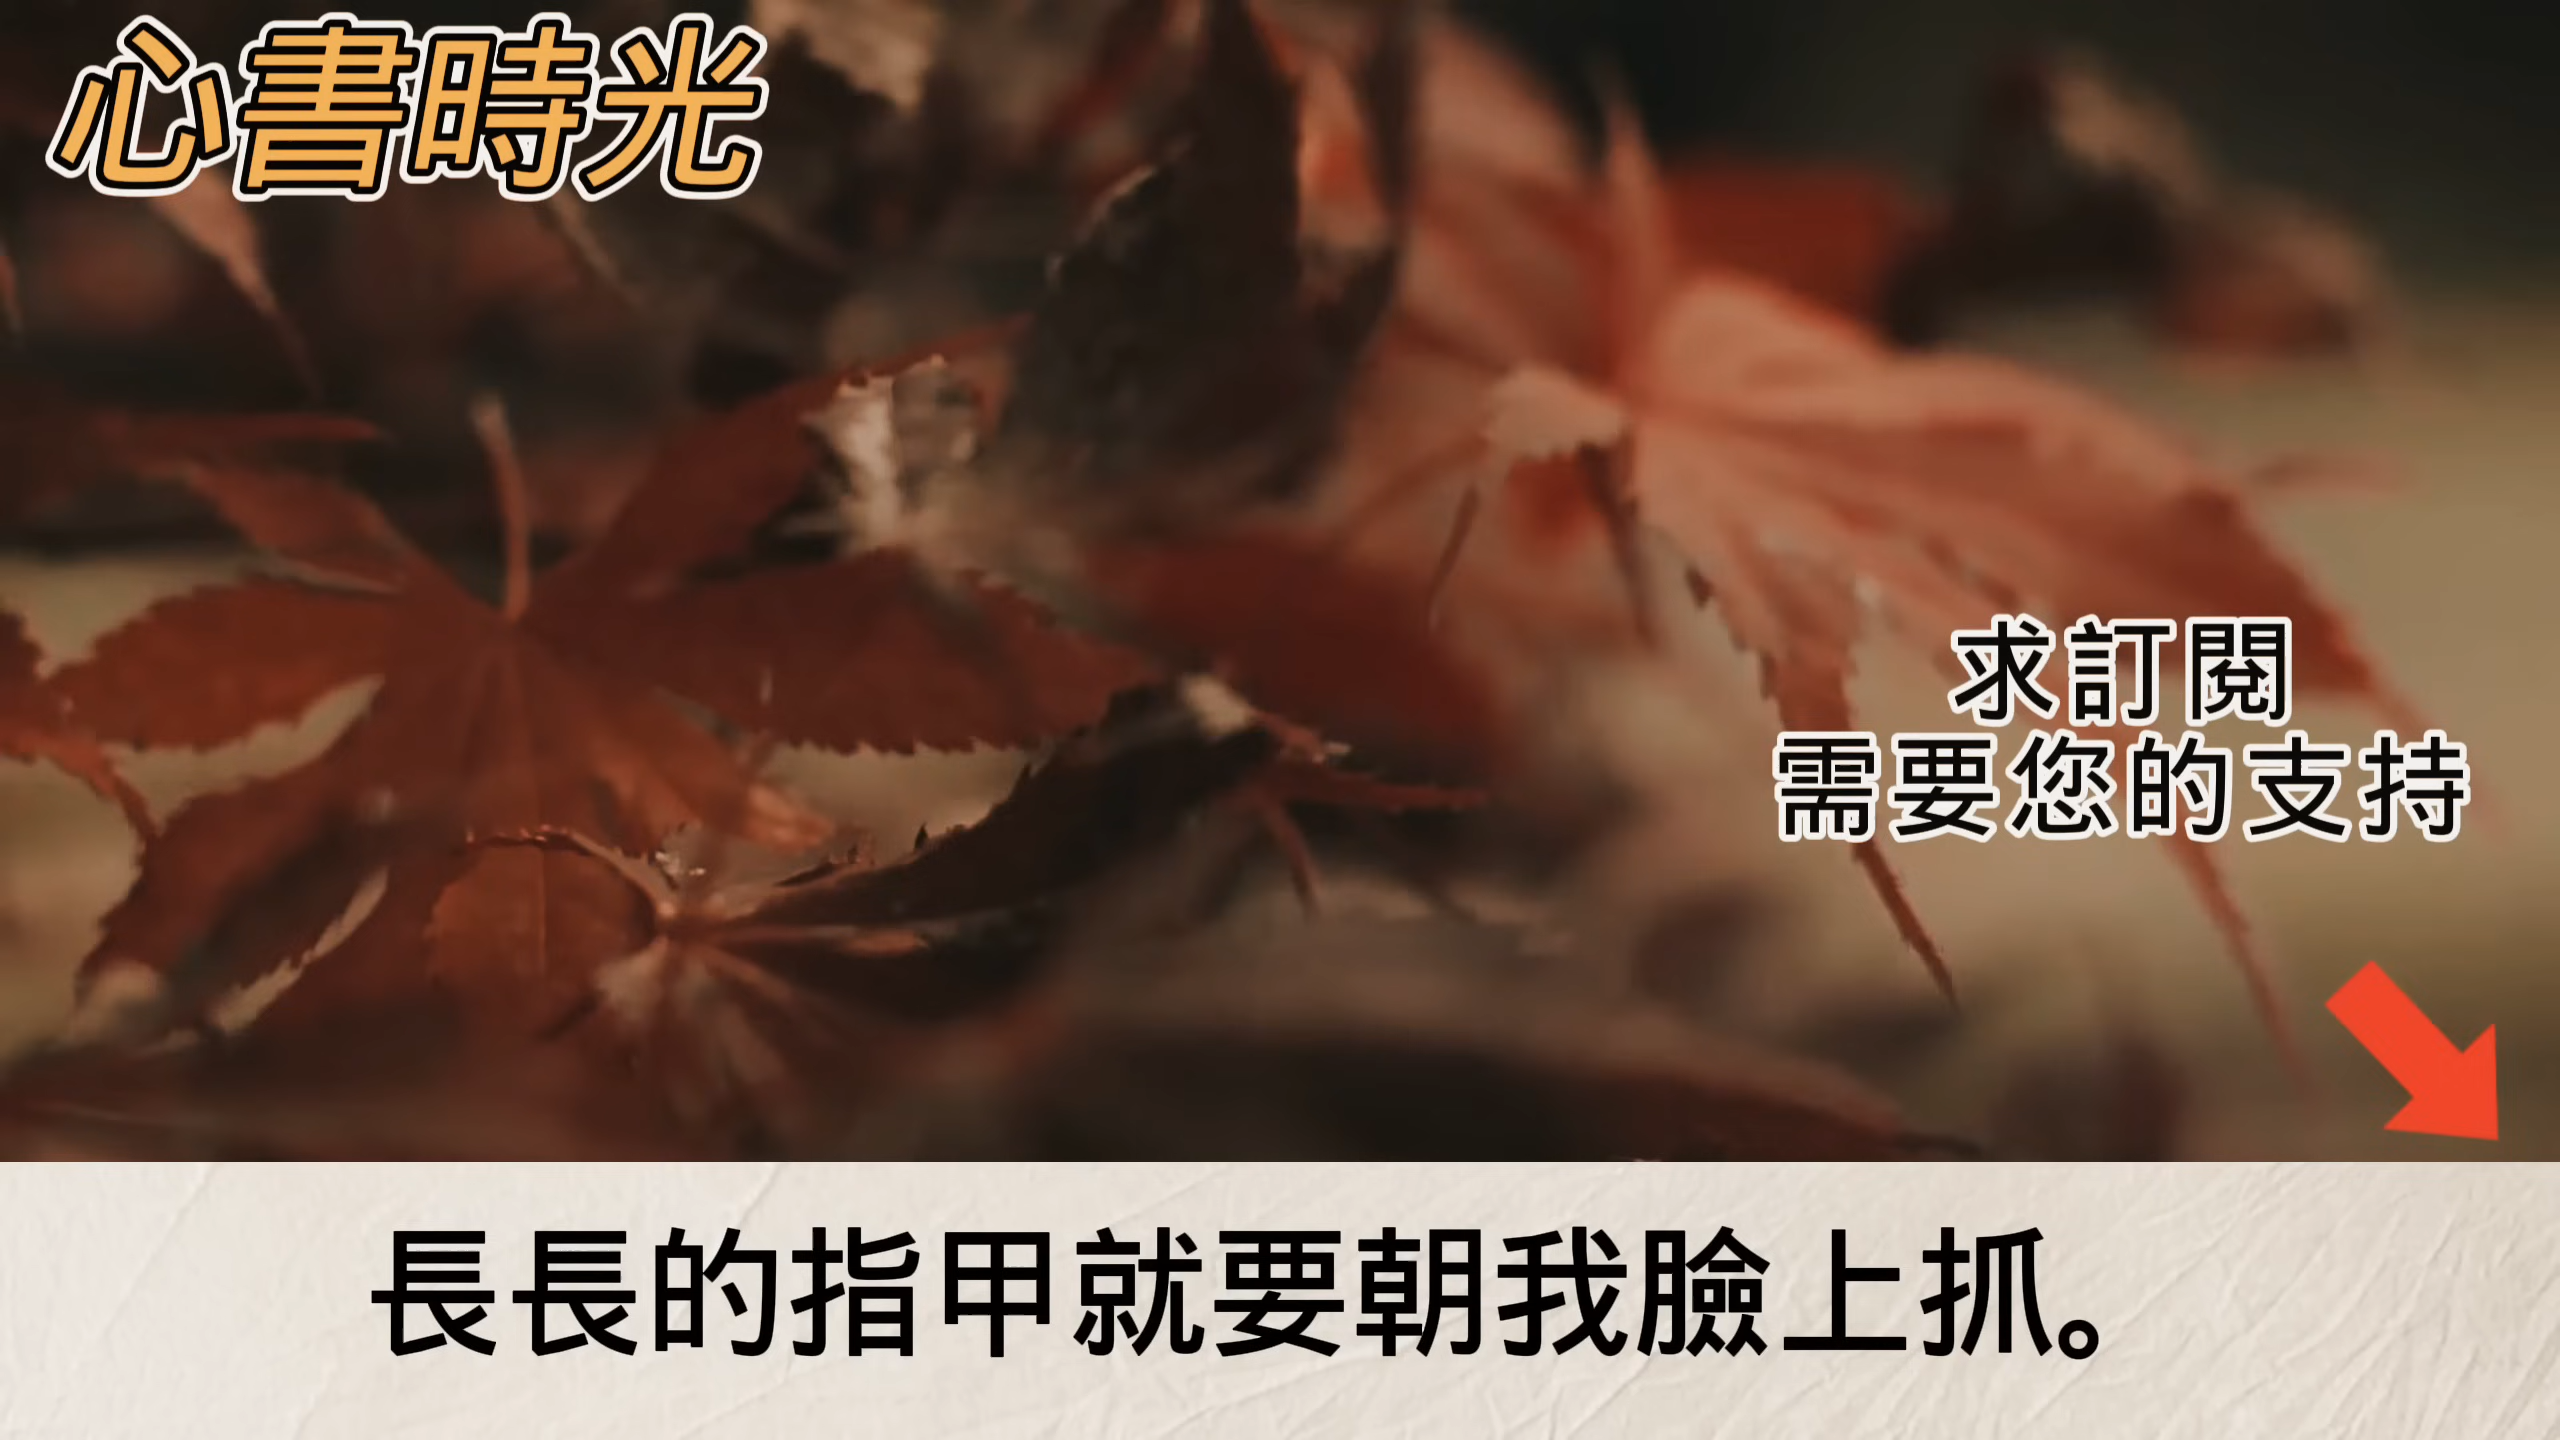 心書時光
求訂閱
需要您的支持
長長的指甲就要朝我臉上抓。